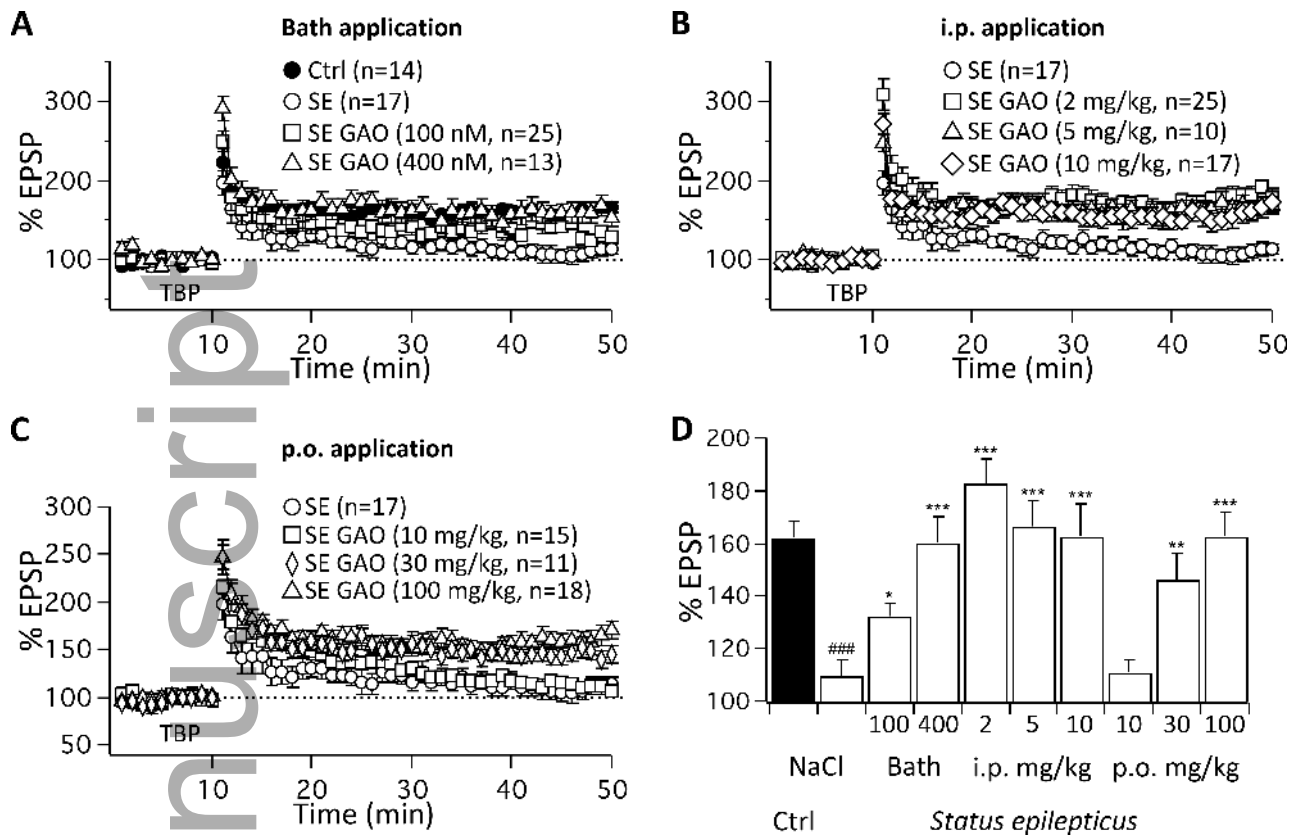 A
Bath application
Ctrl (n=14)
SE (n=17)
SE GAO (100 nM, n=25)
SE GAO (400 nM, n=13)
300
200
100
% EPSP
TBP
10
20
30
40
50
Time (min)
B
i.p. application
SE (n=17)
SE GAO (2 mg/kg, n=25)
SE GAO (5 mg/kg, n=10)
SE GAO (10 mg/kg, n=17)
300
200
100
% EPSP
TBP
10
20
30
40
50
Time (min)
C
p.o. application
SE (n=17)
SE GAO (10 mg/kg, n=15)
SE GAO (30 mg/kg, n=11)
SE GAO (100 mg/kg, n=18)
300
250
200
150
100
50
% EPSP
TBP
10
20
30
40
50
Time (min)
D
200
180
160
140
120
100
% EPSP
###
*
***
***
***
***
**
***
100 400 2 5 10 10 30 100
NaCl Bath i.p. mg/kg p.o. mg/kg
Ctrl Status epilepticus
nuscript